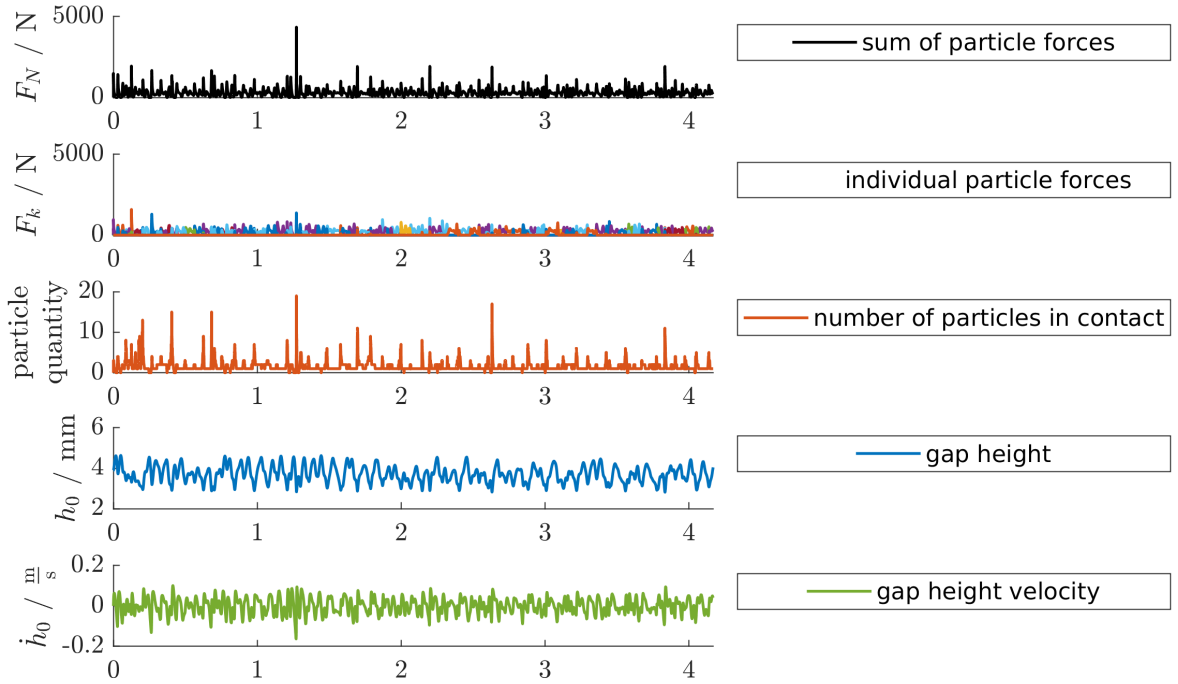 F_N / N
5000
0
0 1 2 3 4
sum of particle forces
F_k / N
5000
0
0 1 2 3 4
individual particle forces
particle
quantity
20
10
0
0 1 2 3 4
number of particles in contact
h_0 / mm
6
4
2
0 1 2 3 4
gap height
ḣ_0 / m/s
0.2
0
-0.2
0 1 2 3 4
gap height velocity